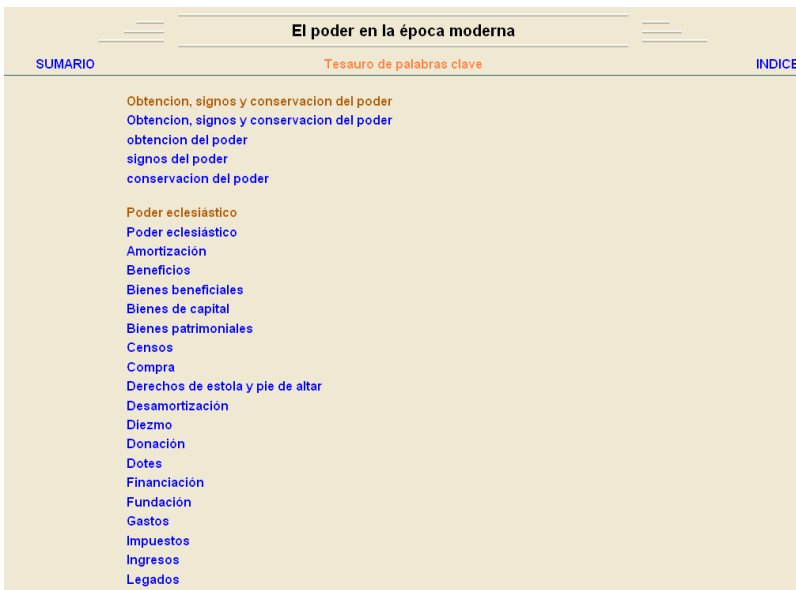 El poder en la época moderna
SUMARIO Tesauro de palabras clave INDICE
Obtencion, signos y conservacion del poder
Obtencion, signos y conservacion del poder
obtencion del poder
signos del poder
conservacion del poder
Poder eclesiástico
Poder eclesiástico
Amortización
Beneficios
Bienes beneficiales
Bienes de capital
Bienes patrimoniales
Censos
Compra
Derechos de estola y pie de altar
Desamortización
Diezmo
Donación
Dotes
Financiación
Fundación
Gastos
Impuestos
Ingresos
Legados